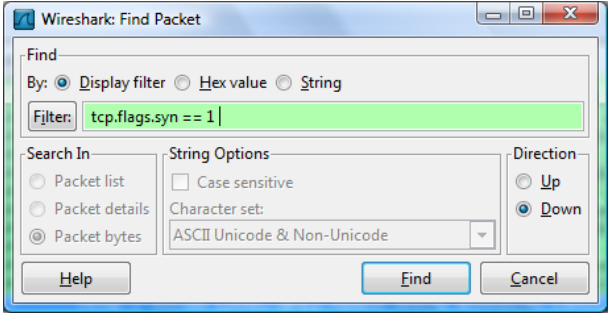 Wireshark: Find Packet
Find
By: Display filter Hex value String
Filter: tcp.flags.syn == 1
Search In String Options Direction
Packet list Case sensitive Up
Packet details Character set: Down
Packet bytes ASCII Unicode & Non-Unicode
Help Find Cancel